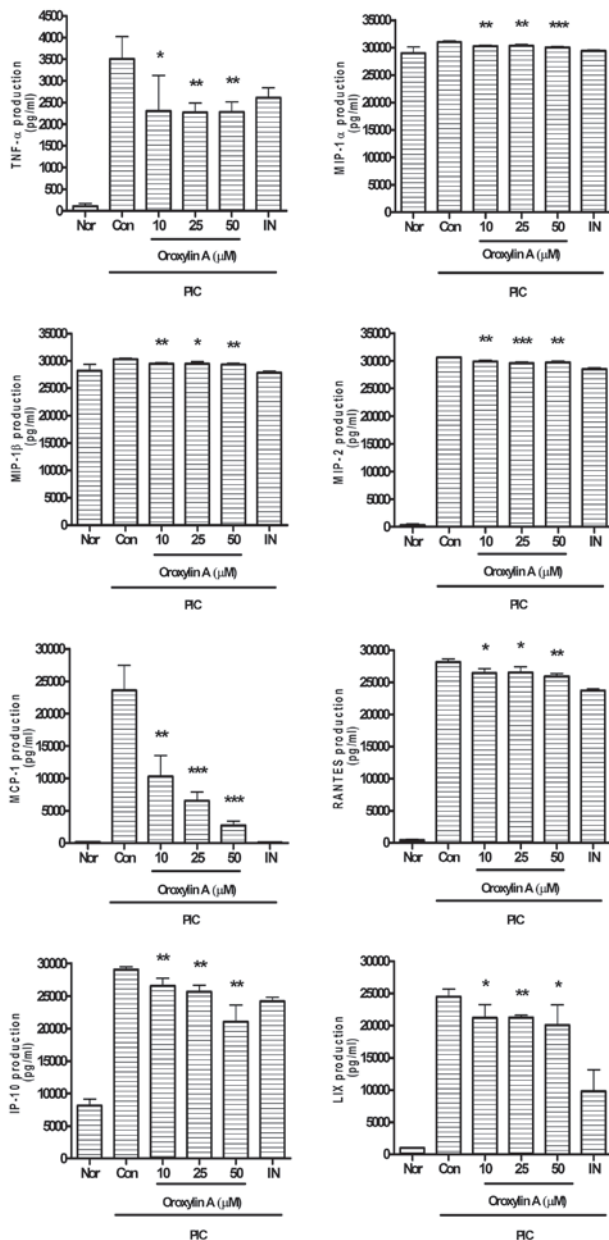 TNF-α production
(pg/ml)
4500
4000
3500
3000
2500
2000
1500
1000
500
0
* ** **
Nor Con 10 25 50 IN
Oroxylin A (μM)
PIC
MIP-1 α production
(pg/ml)
35000
30000
25000
20000
15000
10000
5000
0
** ** ***
Nor Con 10 25 50 IN
Oroxylin A (μM)
PIC
MIP-1β production
(pg/ml)
35000
30000
25000
20000
15000
10000
5000
0
** * **
Nor Con 10 25 50 IN
Oroxylin A (μM)
PIC
MIP-2 production
(pg/ml)
35000
30000
25000
20000
15000
10000
5000
0
** *** **
Nor Con 10 25 50 IN
Oroxylin A (μM)
PIC
MCP-1 production
(pg/ml)
30000
25000
20000
15000
10000
5000
0
** *** ***
Nor Con 10 25 50 IN
Oroxylin A (μM)
PIC
RANTES production
(pg/ml)
30000
25000
20000
15000
10000
5000
0
* * **
Nor Con 10 25 50 IN
Oroxylin A (μM)
PIC
IP-10 production
(pg/ml)
30000
25000
20000
15000
10000
5000
0
** ** **
Nor Con 10 25 50 IN
Oroxylin A (μM)
PIC
LIX production
(pg/ml)
30000
25000
20000
15000
10000
5000
0
* ** *
Nor Con 10 25 50 IN
Oroxylin A (μM)
PIC